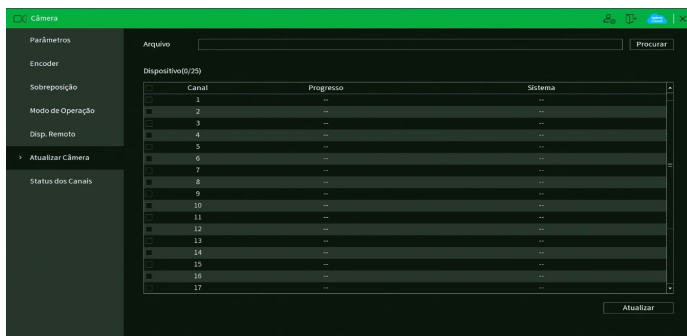 Câmera
Parâmetros
Encoder
Sobreposição
Modo de Operação
Disp. Remoto
Atualizar Câmera
Status dos Canais
Arquivo
Procurar
Dispositivo(0/25)
Canal Progresso Sistema
1 -- --
2 -- --
3 -- --
4 -- --
5 -- --
6 -- --
7 -- --
8 -- --
9 -- --
10 -- --
11 -- --
12 -- --
13 -- --
14 -- --
15 -- --
16 -- --
17 -- --
Atualizar